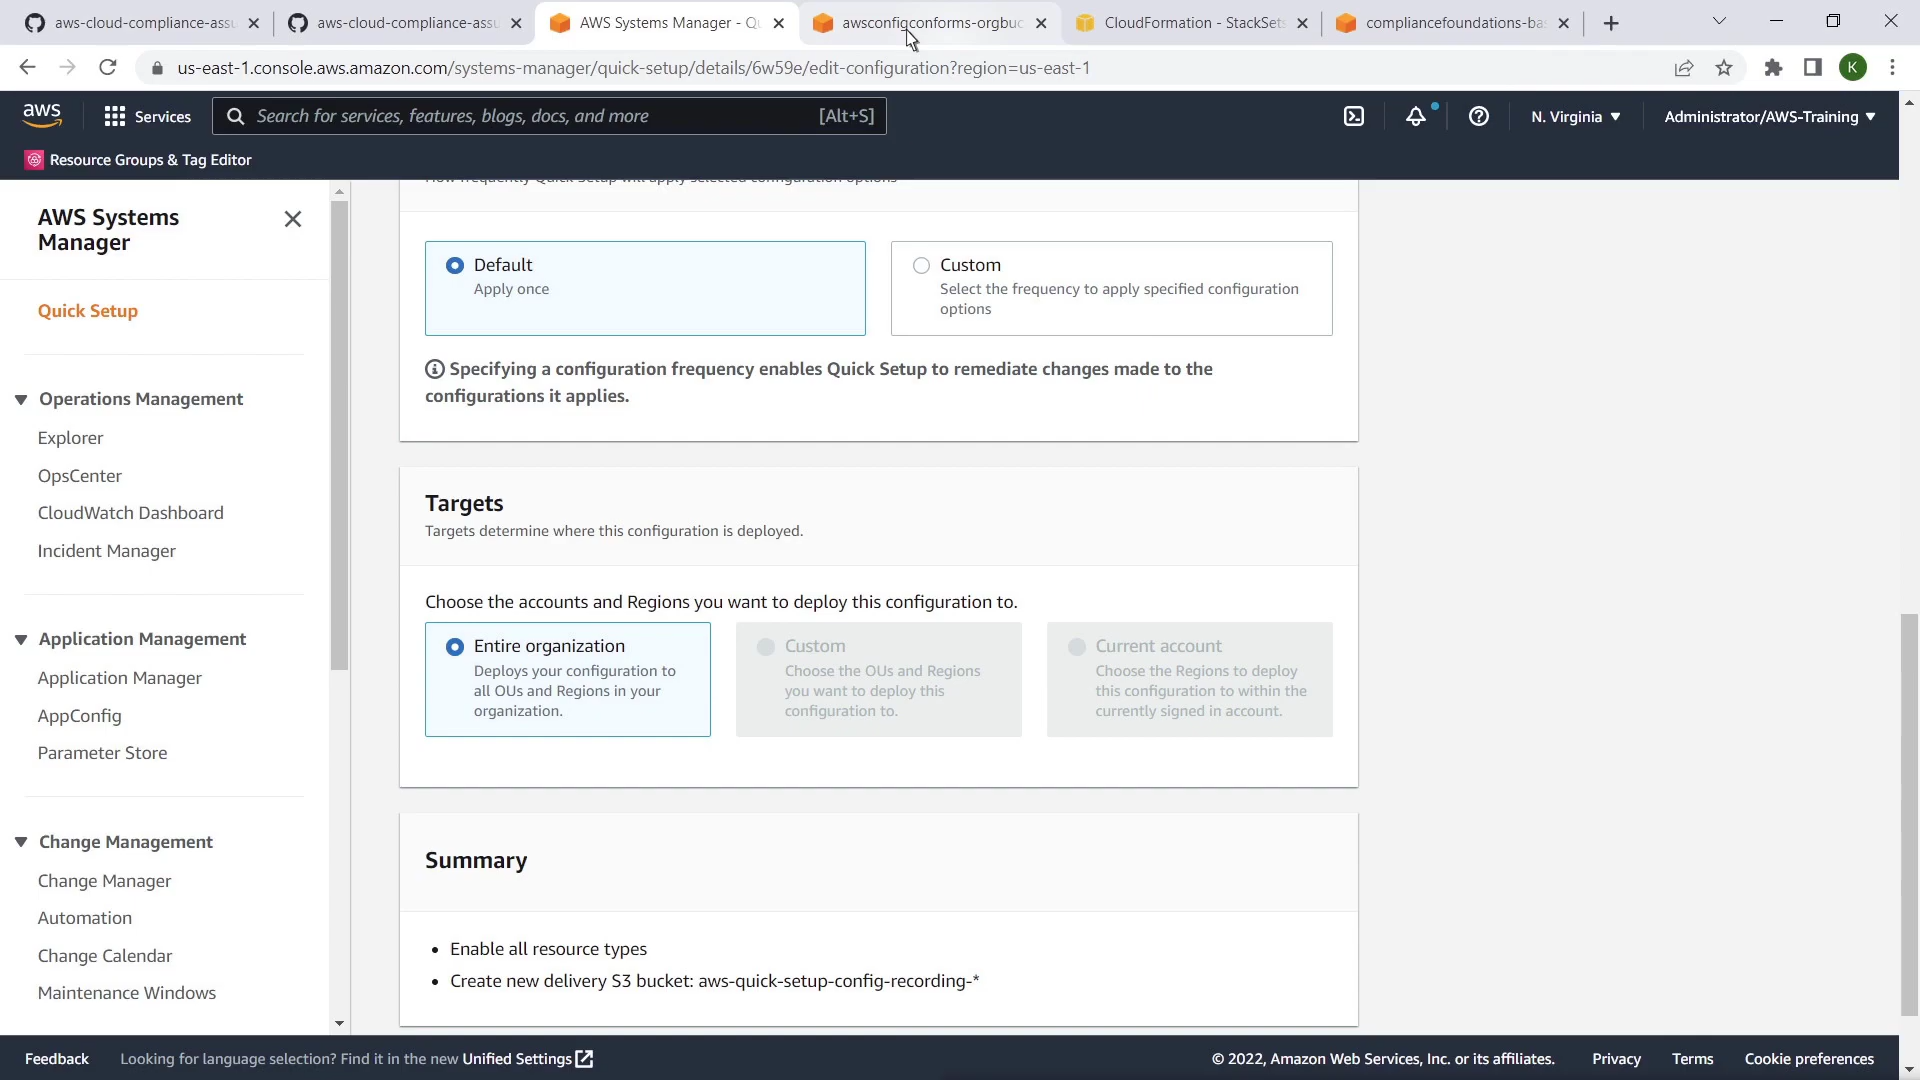 aws-cloud-compliance-assu
aws-cloud-compliance-assu
AWS Systems Manager - Qu
awsconfigconforms-orgbuc
CloudFormation - StackSets
compliancefoundations-ba
us-east-1.console.aws.amazon.com/systems-manager/quick-setup/details/6w59e/edit-configuration?region=us-east-1
K
aws
Services
Search for services, features, blogs, docs, and more
[Alt+S]
N. Virginia
Administrator/AWS-Training
Resource Groups & Tag Editor
AWS Systems
Manager
Quick Setup
Operations Management
Explorer
OpsCenter
CloudWatch Dashboard
Incident Manager
Application Management
Application Manager
AppConfig
Parameter Store
Change Management
Change Manager
Automation
Change Calendar
Maintenance Windows
How frequently Quick Setup will apply selected configuration options
Default
Apply once
Custom
Select the frequency to apply specified configuration
options
Specifying a configuration frequency enables Quick Setup to remediate changes made to the
configurations it applies.
Targets
Targets determine where this configuration is deployed.
Choose the accounts and Regions you want to deploy this configuration to.
Entire organization
Deploys your configuration to
all OUs and Regions in your
organization.
Custom
Choose the OUs and Regions
you want to deploy this
configuration to.
Current account
Choose the Regions to deploy
this configuration to within the
currently signed in account.
Summary
• Enable all resource types
• Create new delivery S3 bucket: aws-quick-setup-config-recording-*
Feedback
Looking for language selection? Find it in the new Unified Settings
© 2022, Amazon Web Services, Inc. or its affiliates.
Privacy
Terms
Cookie preferences